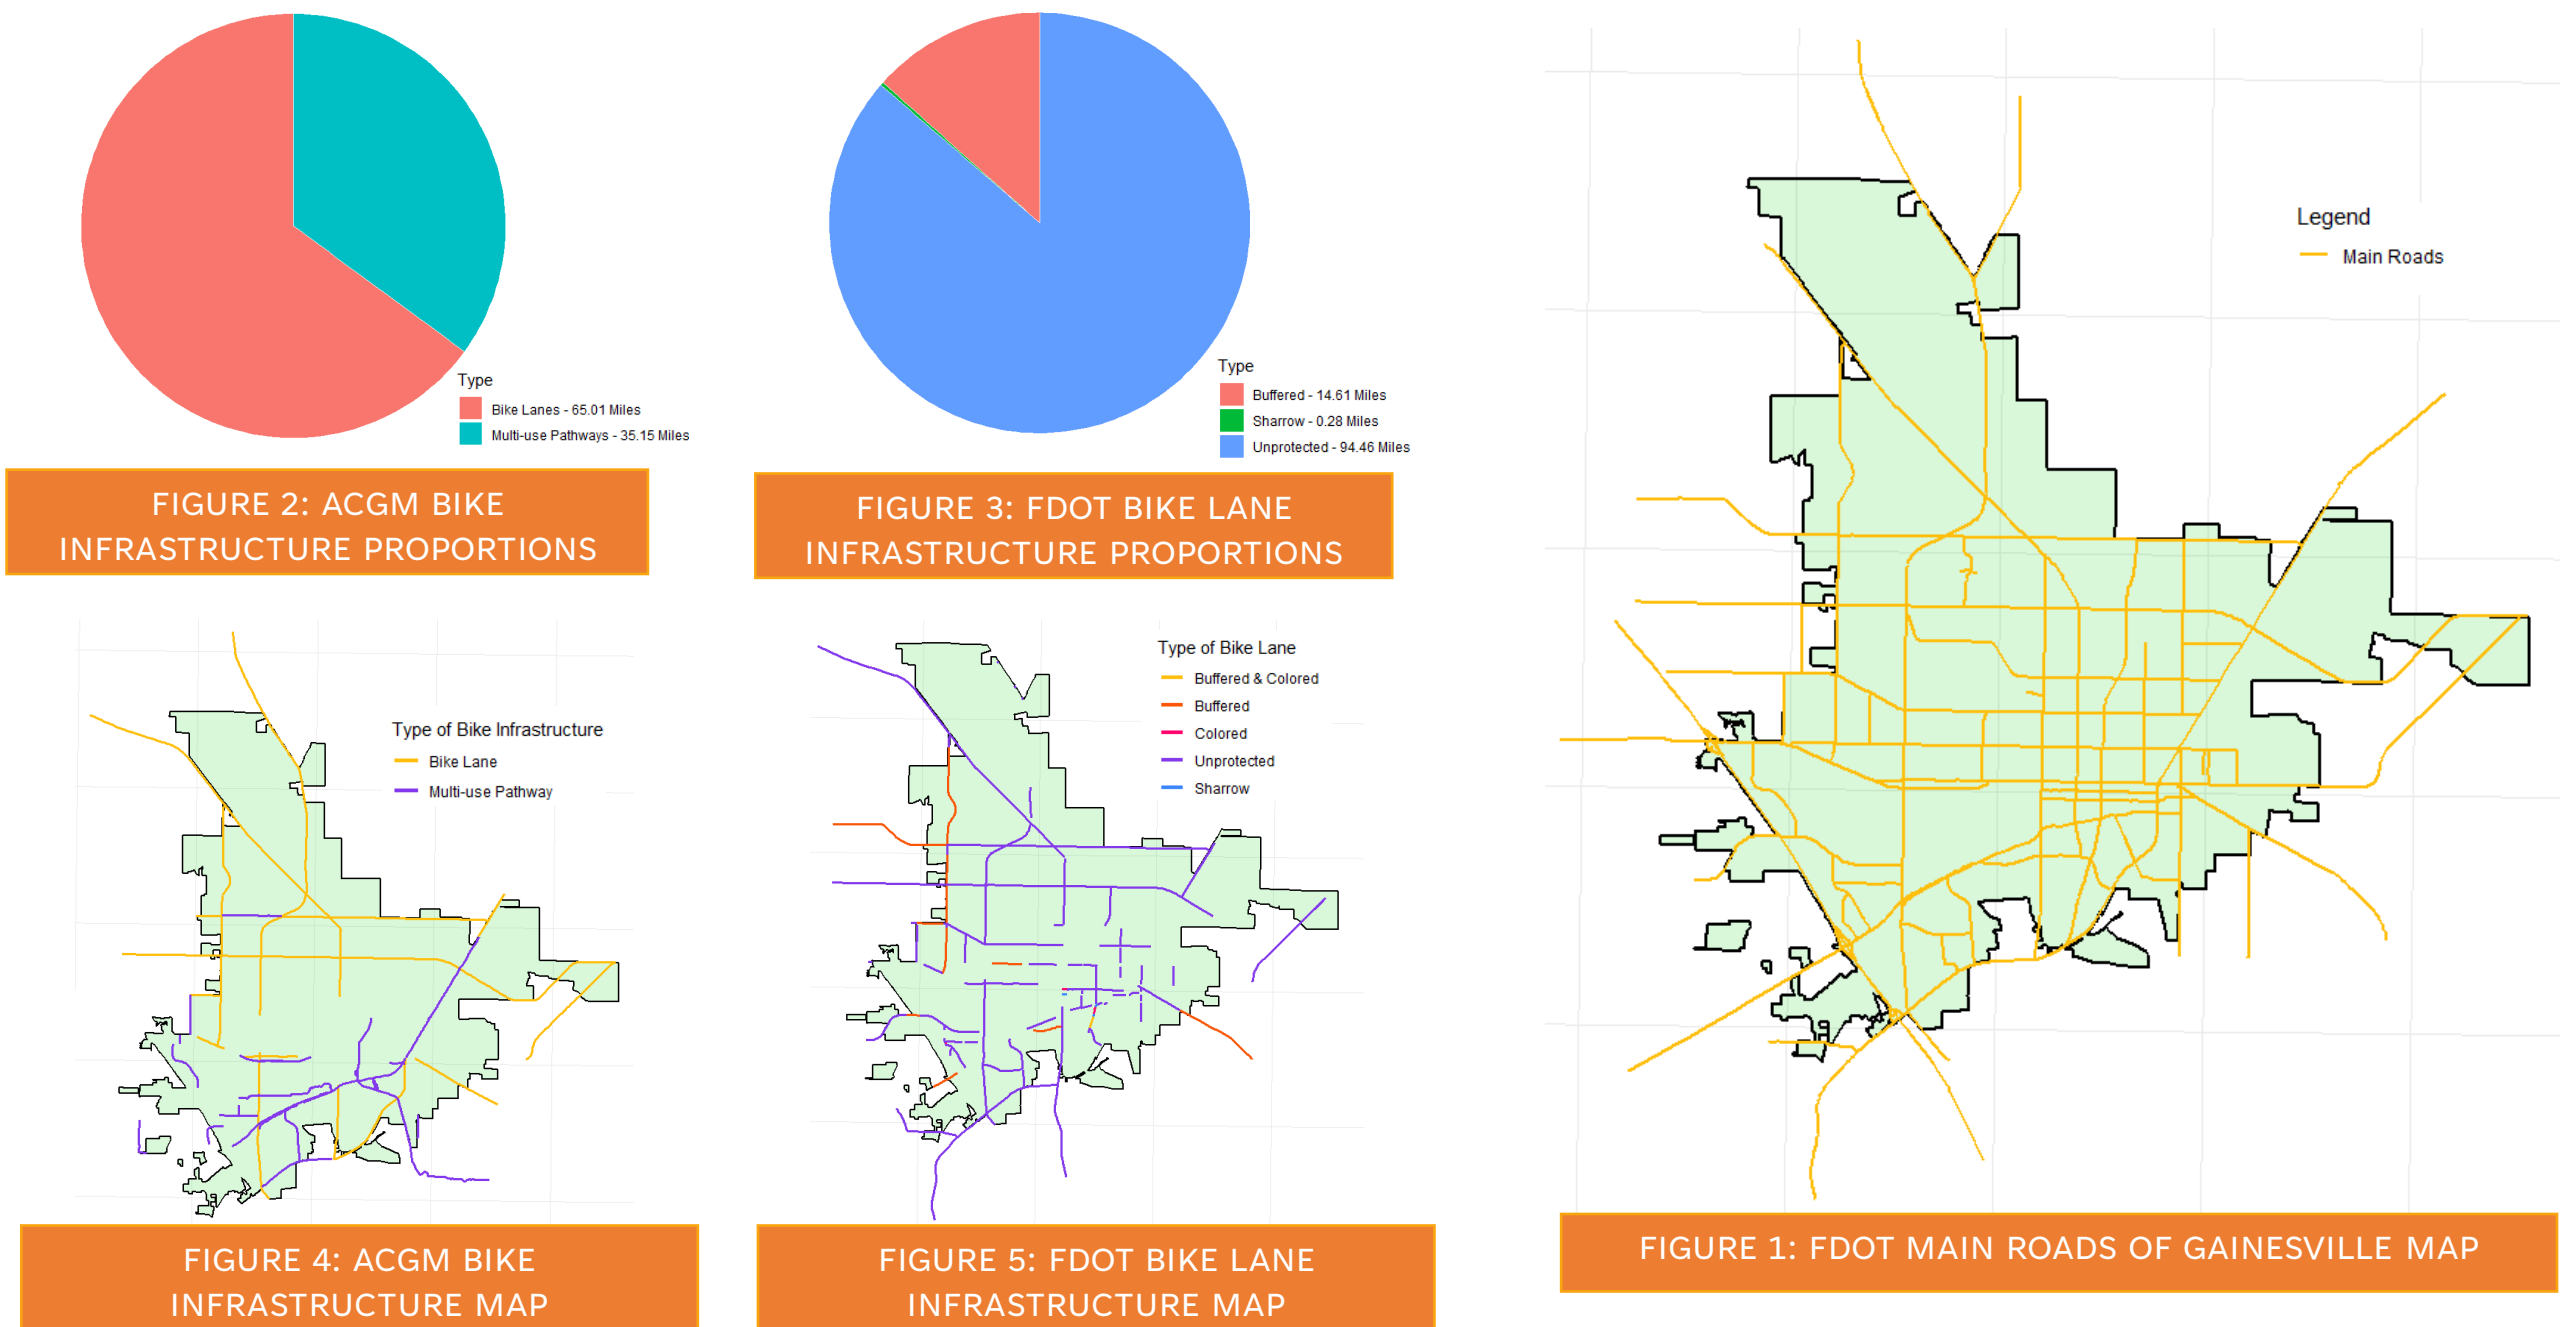 Type
Bike Lanes - 65.01 Miles
Multi-use Pathways - 35.15 Miles
FIGURE 2: ACGM BIKE
INFRASTRUCTURE PROPORTIONS
Type
Buffered - 14.61 Miles
Sharrow - 0.28 Miles
Unprotected - 94.46 Miles
FIGURE 3: FDOT BIKE LANE
INFRASTRUCTURE PROPORTIONS
Type of Bike Infrastructure
Bike Lane
Multi-use Pathway
FIGURE 4: ACGM BIKE
INFRASTRUCTURE MAP
Type of Bike Lane
Buffered & Colored
Buffered
Colored
Unprotected
Sharrow
FIGURE 5: FDOT BIKE LANE
INFRASTRUCTURE MAP
Legend
Main Roads
FIGURE 1: FDOT MAIN ROADS OF GAINESVILLE MAP